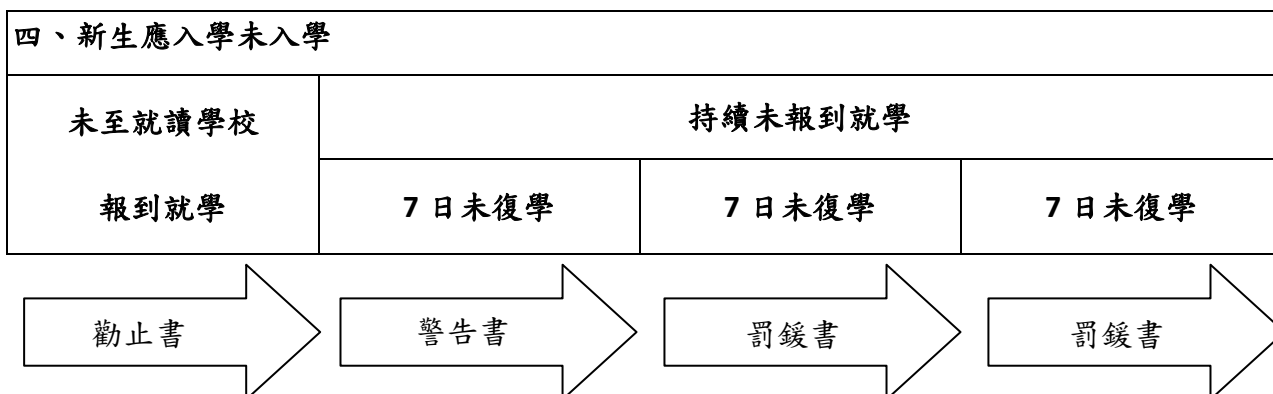 四、新生應入學未入學
未至就讀學校
報到就學
持續未報到就學
7 日未復學
7 日未復學
7 日未復學
勸止書
警告書
罰鍰書
罰鍰書